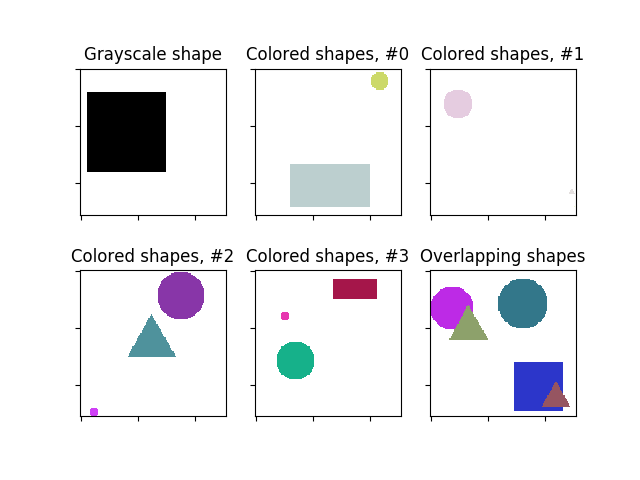 Grayscale shape
Colored shapes, #0
Colored shapes, #1
Colored shapes, #2
Colored shapes, #3
Overlapping shapes